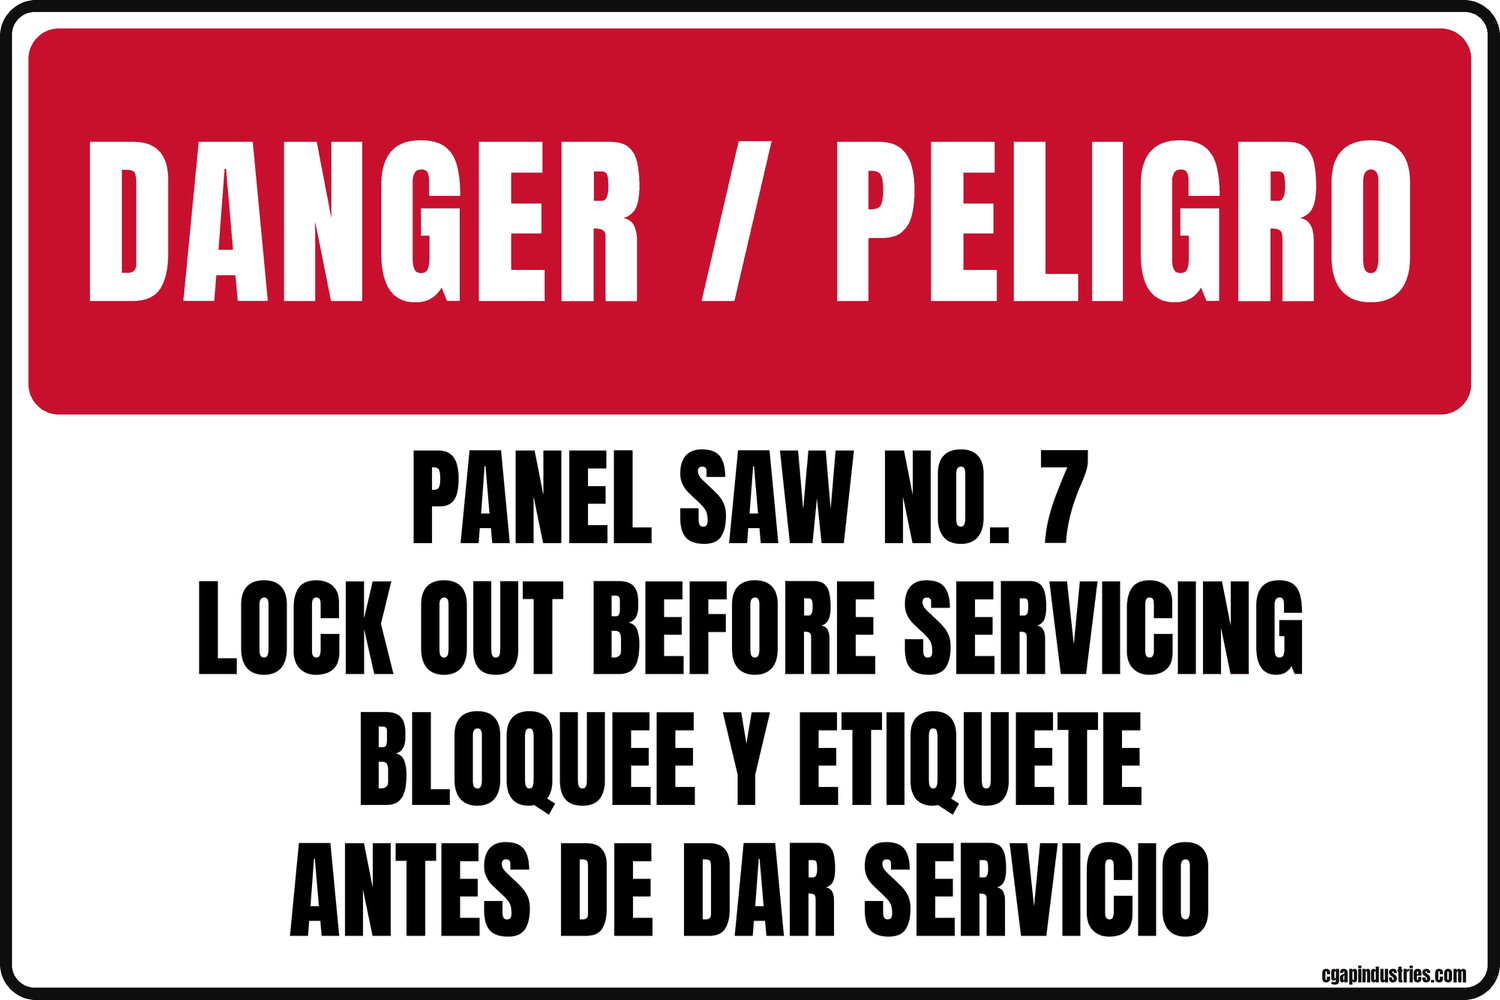 DANGER / PELIGRO
PANEL SAW NO. 7
LOCK OUT BEFORE SERVICING
BLOQUEE Y ETIQUETE
ANTES DE DAR SERVICIO
cgapindustries.com